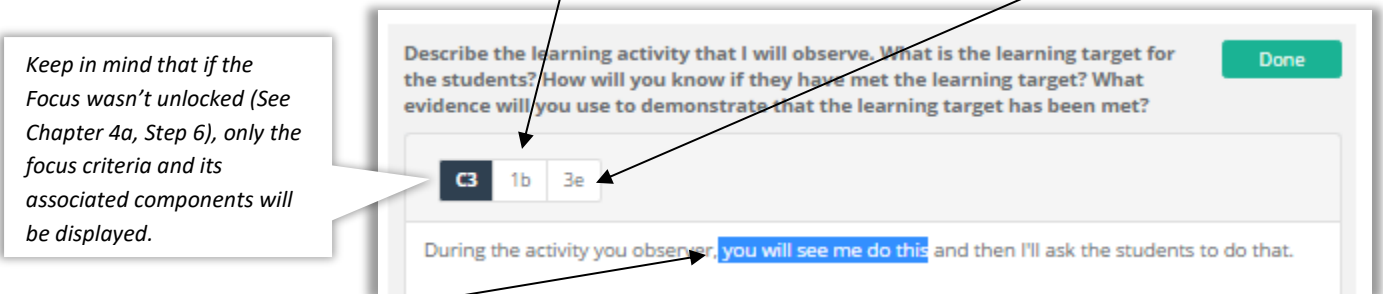 Keep in mind that if the
Focus wasn't unlocked (See
Chapter 4a, Step 6), only the
focus criteria and its
associated components will
be displayed.
Describe the learning activity that I will observe. What is the learning target for
the students? How will you know if they have met the learning target? What
evidence will you use to demonstrate that the learning target has been met?
Done
C3 1b 3e
During the activity you observer, you will see me do this and then I'll ask the students to do that.